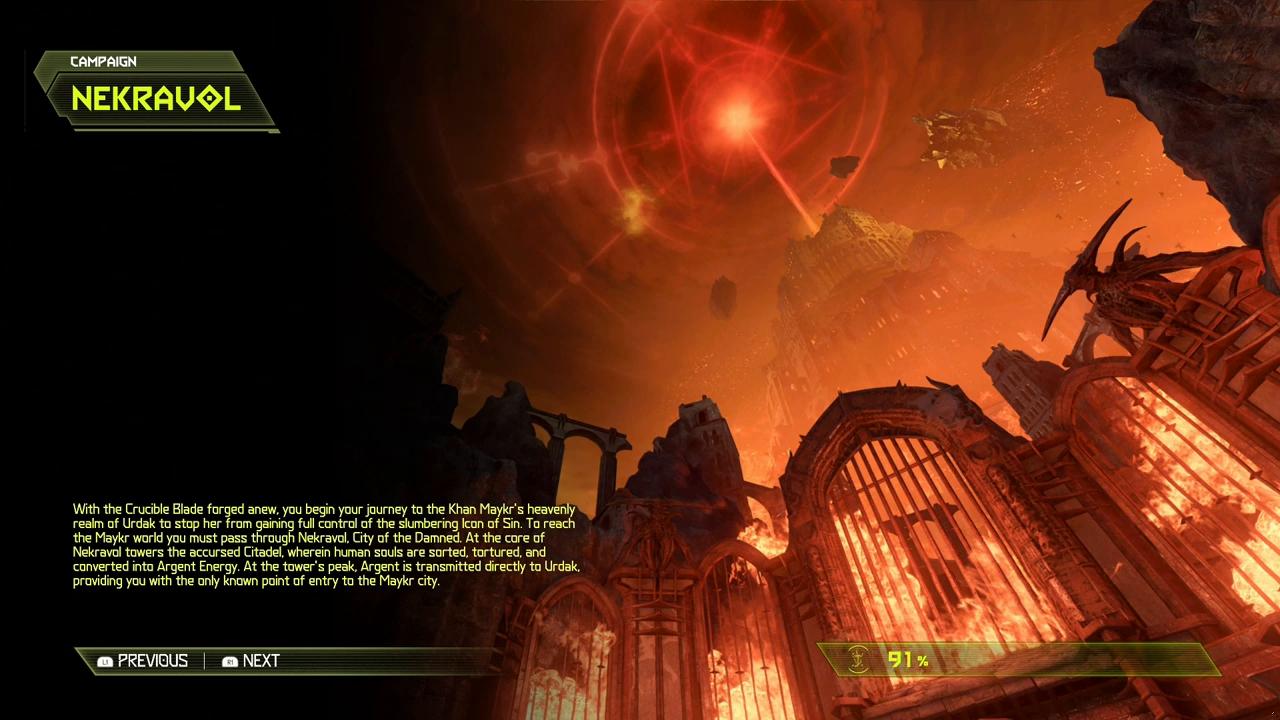 CAMPAIGN
NEKRAVOL
With the Crucible Blade forged anew, you begin your journey to the Khan Maykr's heavenly
realm of Urdak to stop her from gaining full control of the slumbering Icon of Sin. To reach
the Maykr world you must pass through Nekravol, City of the Damned. At the core of
Nekravol towers the accursed Citadel, wherein human souls are sorted, tortured, and
converted into Argent Energy. At the tower's peak, Argent is transmitted directly to Urdak,
providing you with the only known point of entry to the Maykr city.
L1 PREVIOUS | R1 NEXT
91%